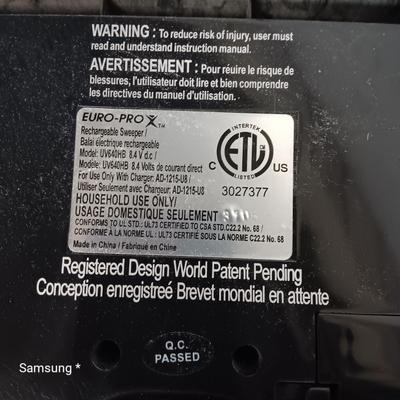 WARNING : To reduce risk of injury, user must
read and understand instruction manual.
AVERTISSEMENT : Pour réuire le risque de
blessures, l'utilisateur doit lire et bien comprendre
les directives du manuel d'utilisation.
EURO-PRO X™
Rechargeable Sweeper /
Balai électrique rechargeable
Model: UV640HB 8.4 V d.c /
Modèle: UV640HB 8.4 Volts de courant direct
For Use Only With Charger: AD-1215-U8 /
Utiliser Seulement avec Chargeur: AD-1215-U8
HOUSEHOLD USE ONLY/
USAGE DOMESTIQUE SEULEMENT
CONFORMS TO UL STD.: UL73 CERTIFIED TO CSA STD.C22.2 No. 68 /
CONFORME A LA NORME UL.: UL73 CERTIFIÉ SOUS LA NORME C22.2 No. 68
Made in China / Fabriqué en Chine
INTERTEK
C ETL US
LISTED
3027377
Registered Design World Patent Pending
Conception enregistreé Brevet mondial en attente
Q.C.
PASSED
Samsung *